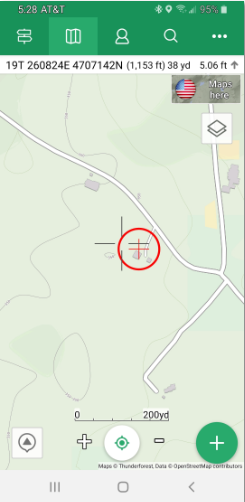 5:28 AT&T 95%
19T 260824E 4707142N (1,153 ft) 38 yd 5.06 ft
Maps
here
0 200yd
Maps © Thunderforest, Data © OpenStreetMap contributors